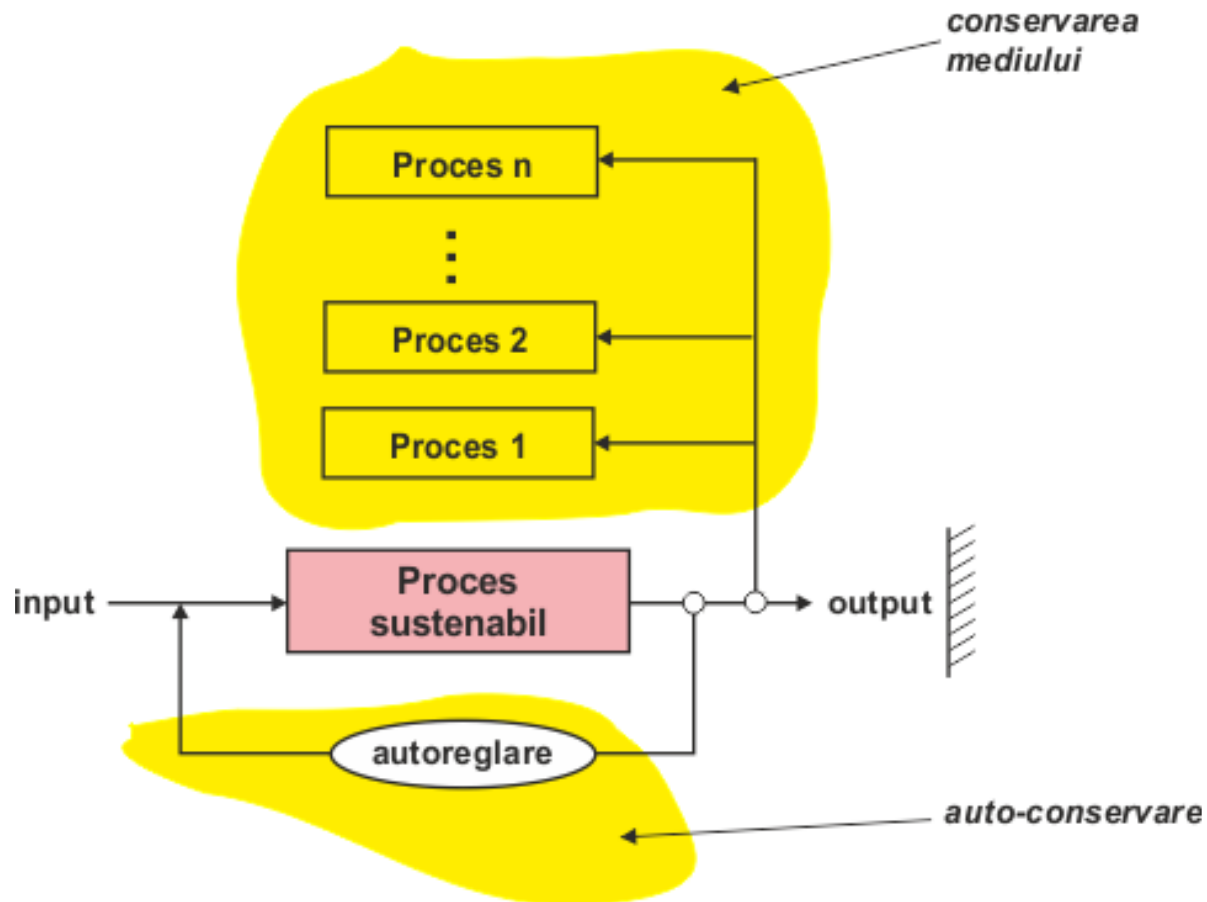 conservarea
mediului
Proces n
Proces 2
Proces 1
input
Proces
sustenabil
output
autoreglare
auto-conservare